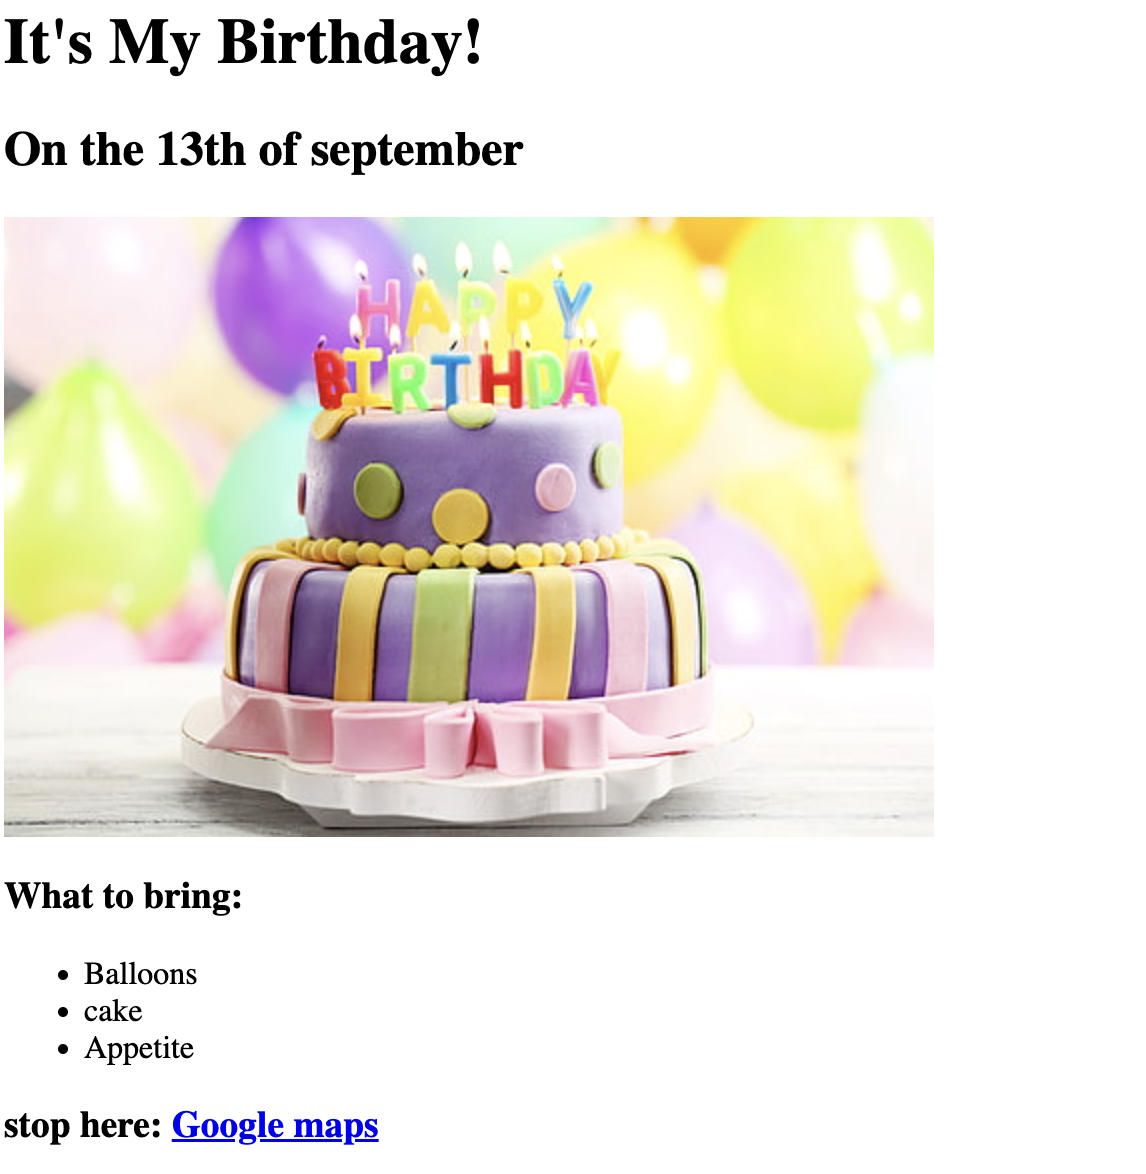 It's My Birthday!
On the 13th of september
HAPPY
BIRTHDAY
What to bring:
Balloons
cake
Appetite
stop here: Google maps